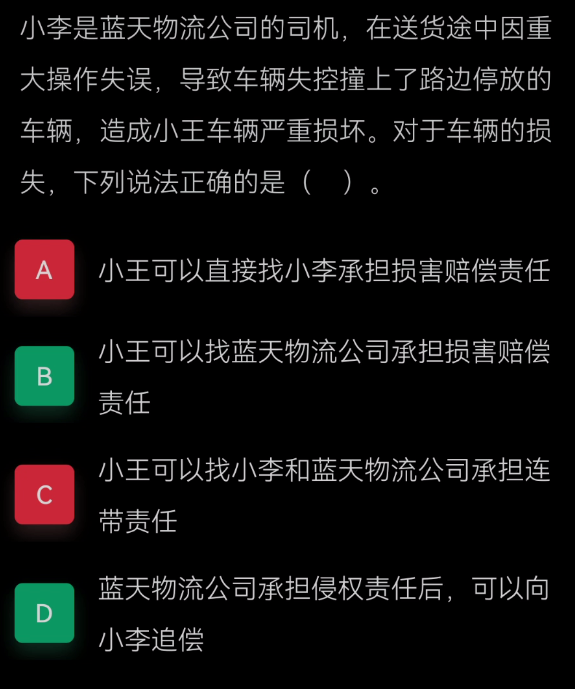 小李是蓝天物流公司的司机，在送货途中因重
大操作失误，导致车辆失控撞上了路边停放的
车辆，造成小王车辆严重损坏。对于车辆的损
失，下列说法正确的是（　）。
A 小王可以直接找小李承担损害赔偿责任
B 小王可以找蓝天物流公司承担损害赔偿
责任
C 小王可以找小李和蓝天物流公司承担连
带责任
D 蓝天物流公司承担侵权责任后，可以向
小李追偿